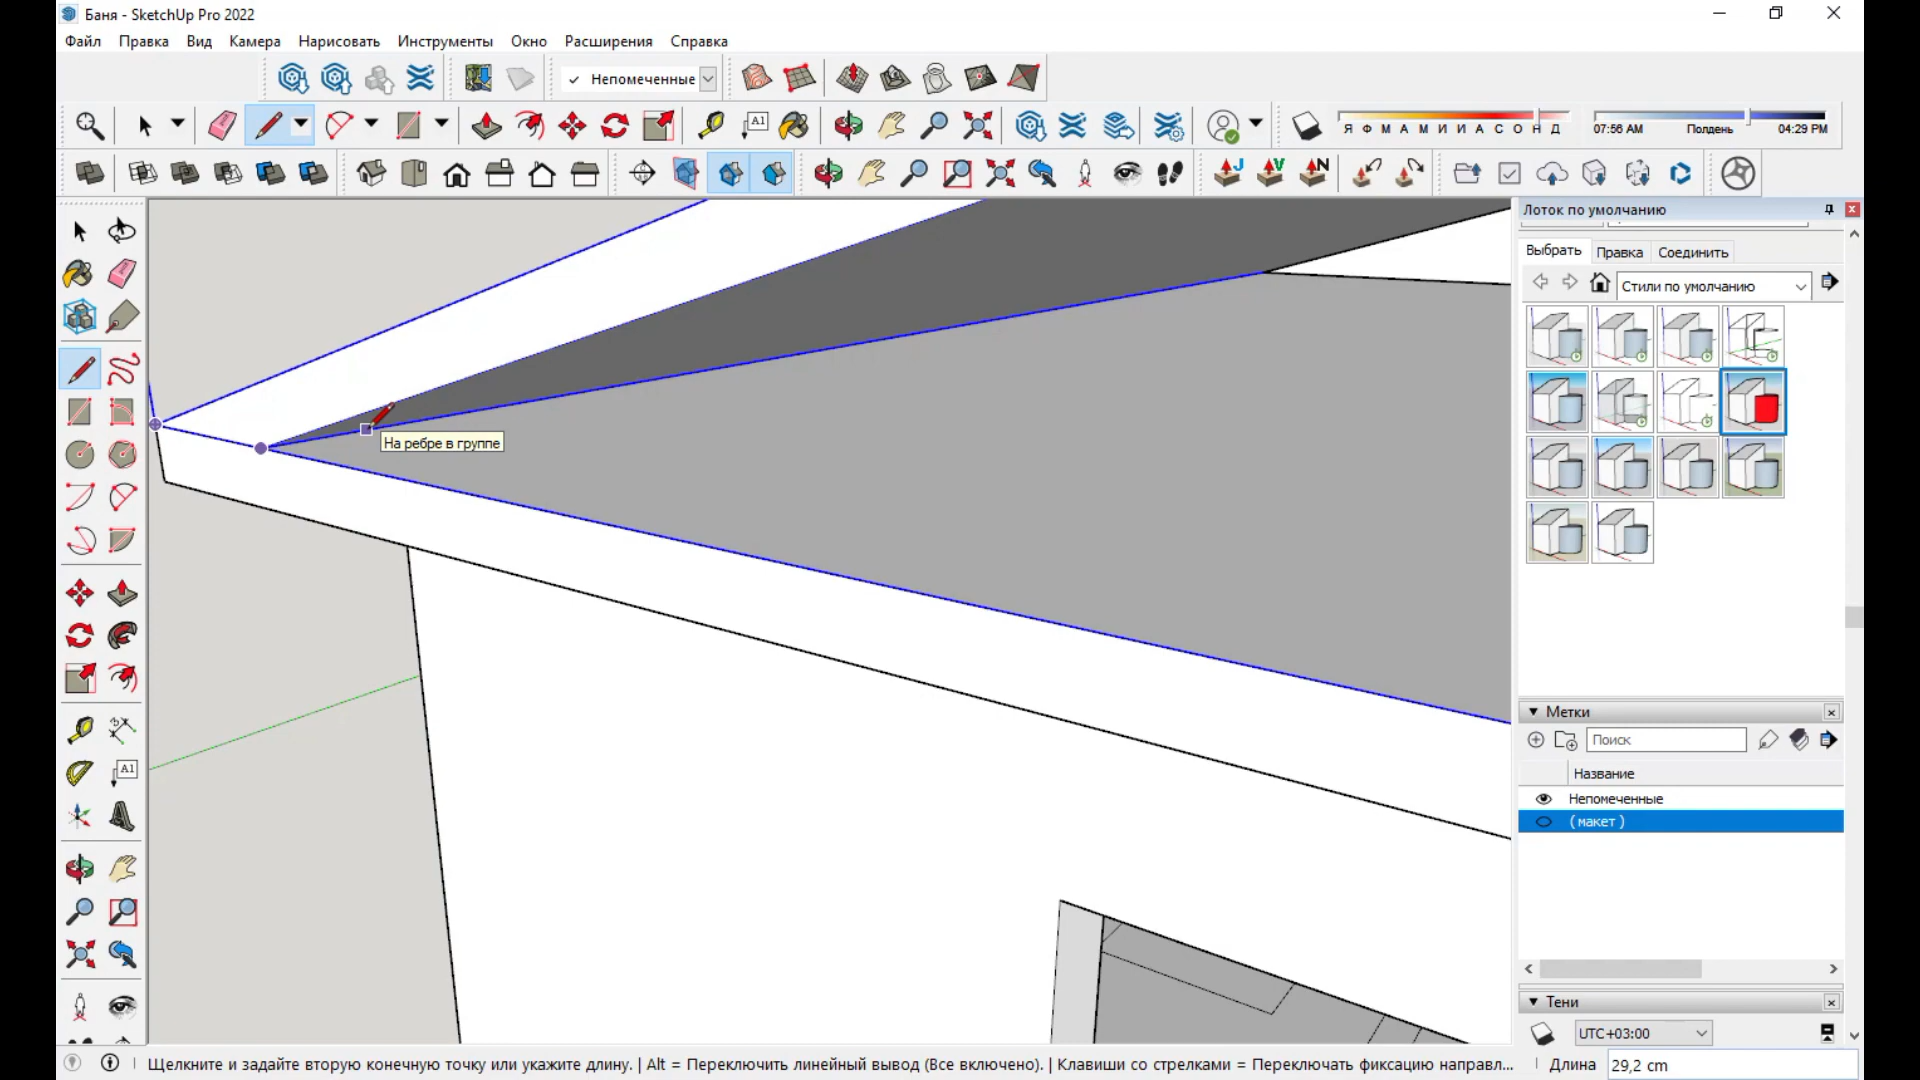 Баня - SketchUp Pro 2022
Файл Правка Вид Камера Нарисовать Инструменты Окно Расширения Справка
Непомеченные
A1
Я Ф М А М И И А С О Н Д
07:56 AM Полдень 04:29 PM
J V N
Лоток по умолчанию
Выбрать Правка Соединить
Стили по умолчанию
На ребре в группе
Метки
Поиск
A1
Название
Непомеченные
( макет )
Тени
UTC+03:00
Щелкните и задайте вторую конечную точку или укажите длину. | Alt = Переключить линейный вывод (Все включено). | Клавиши со стрелками = Переключать фиксацию направл...
Длина 29,2 cm